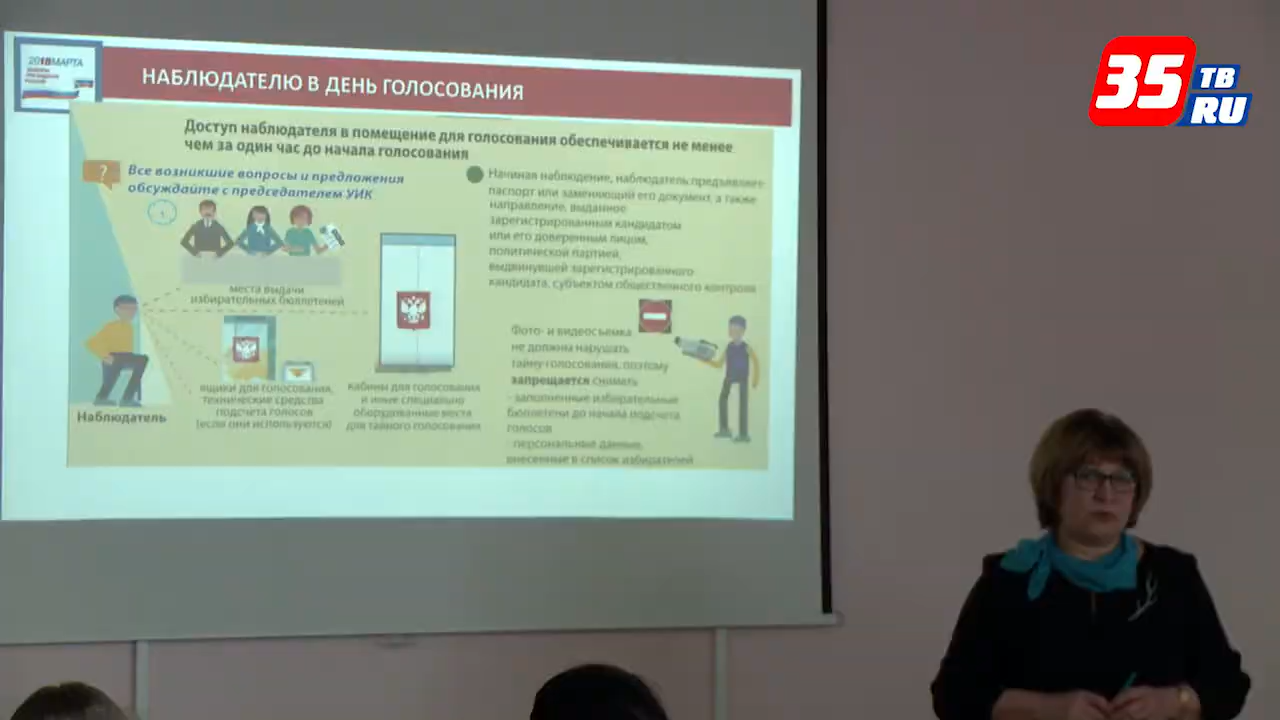 35
ТВ
RU
2018МАРТА
ВЫБОРЫ
ПРЕЗИДЕНТА
РОССИИ
НАБЛЮДАТЕЛЮ В ДЕНЬ ГОЛОСОВАНИЯ
Доступ наблюдателя в помещение для голосования обеспечивается не менее
чем за один час до начала голосования
?
Все возникшие вопросы и предложения
обсуждайте с председателем УИК
места выдачи
избирательных бюллетеней
ящики для голосования,
технические средства
подсчета голосов
(если они используются)
кабины для голосования
и иные специально
оборудованные места
для тайного голосования
Наблюдатель
Начиная наблюдение, наблюдатель предъявляет
паспорт или заменяющий его документ, а также
направление, выданное
зарегистрированным кандидатом
или его доверенным лицом,
политической партией,
выдвинувшей зарегистрированного
кандидата, субъектом общественного контроля
Фото- и видеосъемка
не должны нарушать
тайну голосования, поэтому
запрещается снимать
- заполненные избирательные
бюллетени до начала подсчета
голосов
- персональные данные,
внесенные в список избирателей